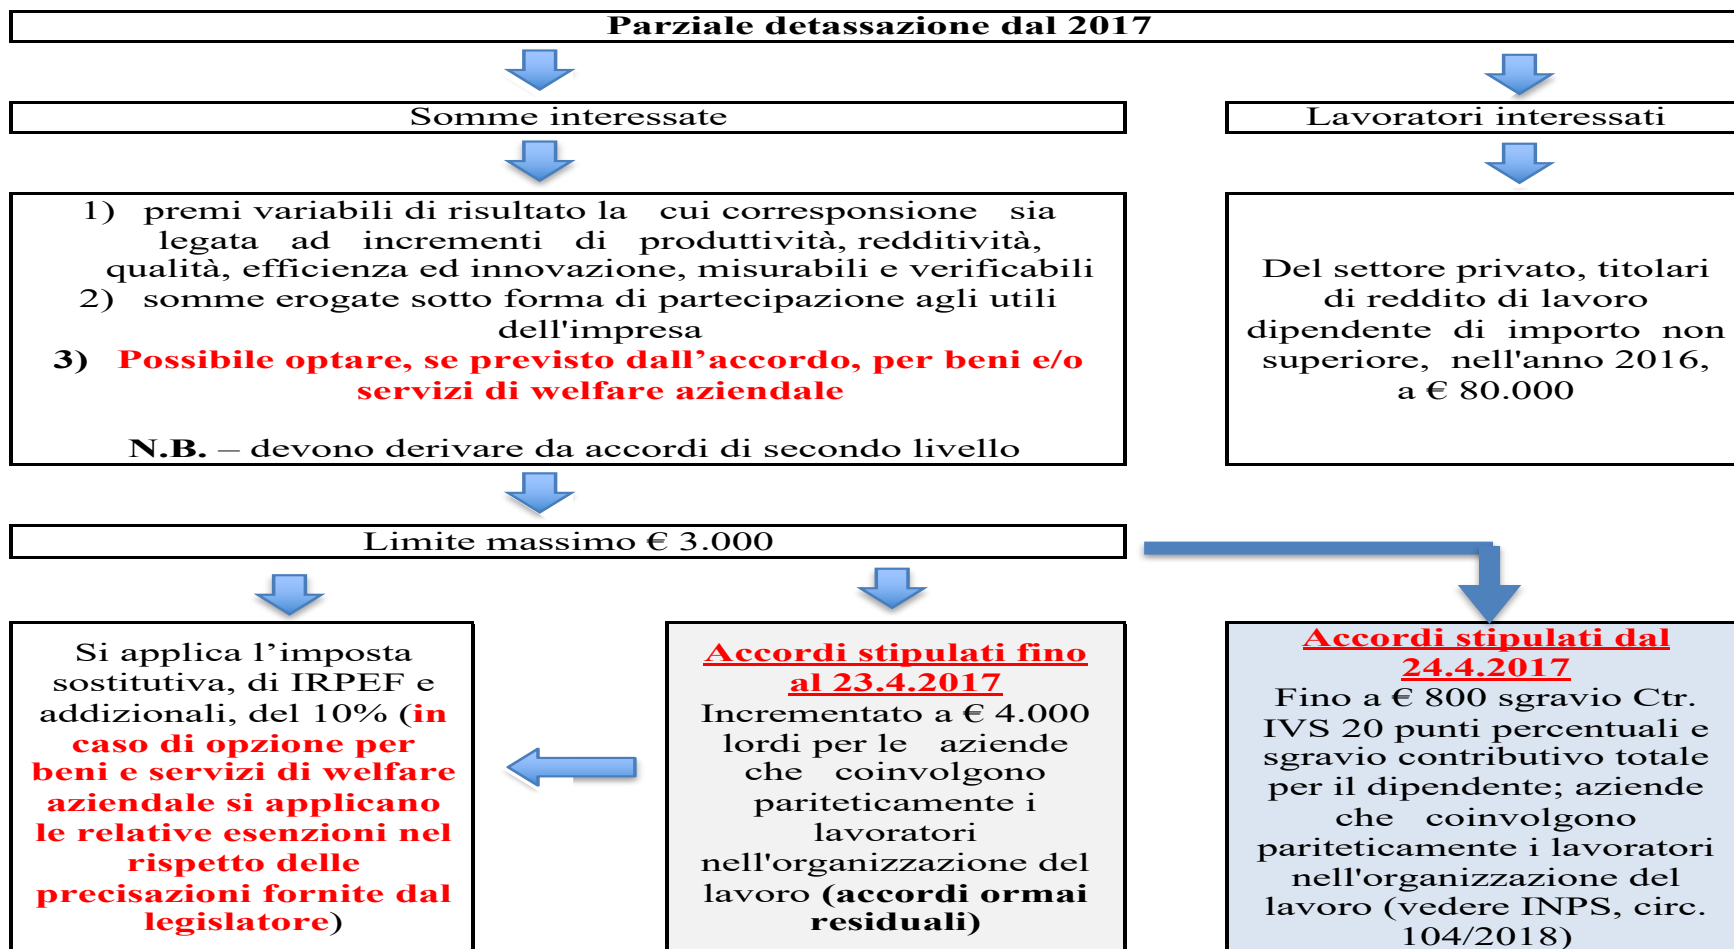 Parziale detassazione dal 2017
Somme interessate
Lavoratori interessati
1) premi variabili di risultato la cui corresponsione sia
legata ad incrementi di produttività, redditività,
qualità, efficienza ed innovazione, misurabili e verificabili
2) somme erogate sotto forma di partecipazione agli utili
dell'impresa
3) Possibile optare, se previsto dall’accordo, per beni e/o
servizi di welfare aziendale
N.B. – devono derivare da accordi di secondo livello
Del settore privato, titolari
di reddito di lavoro
dipendente di importo non
superiore, nell'anno 2016,
a € 80.000
Limite massimo € 3.000
Si applica l’imposta
sostitutiva, di IRPEF e
addizionali, del 10% (in
caso di opzione per
beni e servizi di welfare
aziendale si applicano
le relative esenzioni nel
rispetto delle
precisazioni fornite dal
legislatore)
Accordi stipulati fino
al 23.4.2017
Incrementato a € 4.000
lordi per le aziende
che coinvolgono
pariteticamente i
lavoratori
nell'organizzazione del
lavoro (accordi ormai
residuali)
Accordi stipulati dal
24.4.2017
Fino a € 800 sgravio Ctr.
IVS 20 punti percentuali e
sgravio contributivo totale
per il dipendente; aziende
che coinvolgono
pariteticamente i lavoratori
nell'organizzazione del
lavoro (vedere INPS, circ.
104/2018)